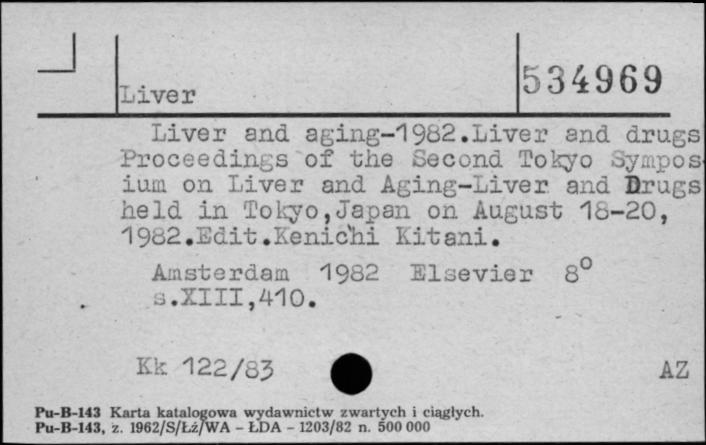 Liver
534969
Liver and aging-1982.Liver and drugs
Proceedings of the Second Tokyo Sympos
ium on Liver and Aging-Liver and Drugs
held in Tokyo,Japan on August 18-20,
1982.Edit.Kenichi Kitani.
Amsterdam 1982 Elsevier 8°
s.XIII,410.
Kk 122/83
AZ
Pu-B-143 Karta katalogowa wydawnictw zwartych i ciągłych.
Pu-B-143, z. 1962/S/Łź/WA – ŁDA – 1203/82 n. 500 000